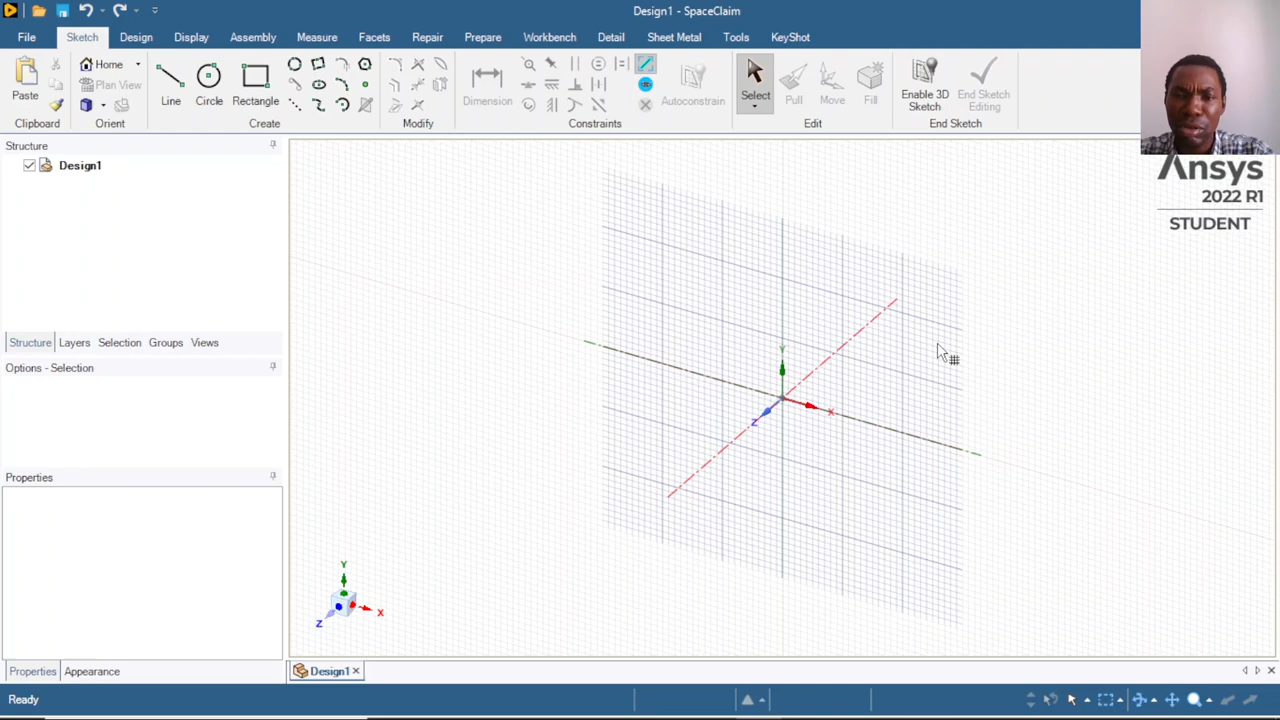 Design1 - SpaceClaim
File Sketch Design Display Assembly Measure Facets Repair Prepare Workbench Detail Sheet Metal Tools KeyShot
Paste
Home
Plan View
Line
Circle
Rectangle
Dimension
Autoconstrain
Select
Pull
Move
Fill
Enable 3D
Sketch
End Sketch
Editing
Clipboard Orient Create Modify Constraints Edit End Sketch
Ansys
2022 R1
STUDENT
Structure
Design1
Structure Layers Selection Groups Views
Options - Selection
Properties
Y
X
Z
Y
X
Z
Properties Appearance
Design1
Ready